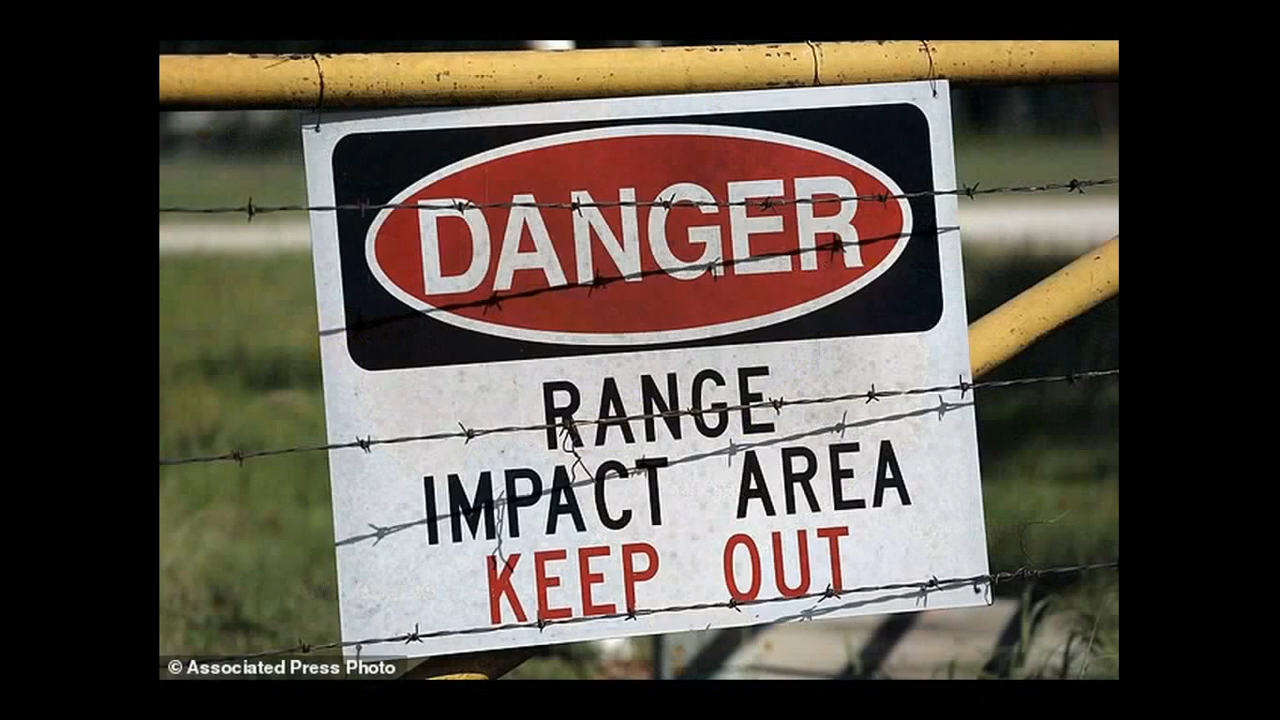 DANGER
RANGE
IMPACT AREA
KEEP OUT
© Associated Press Photo